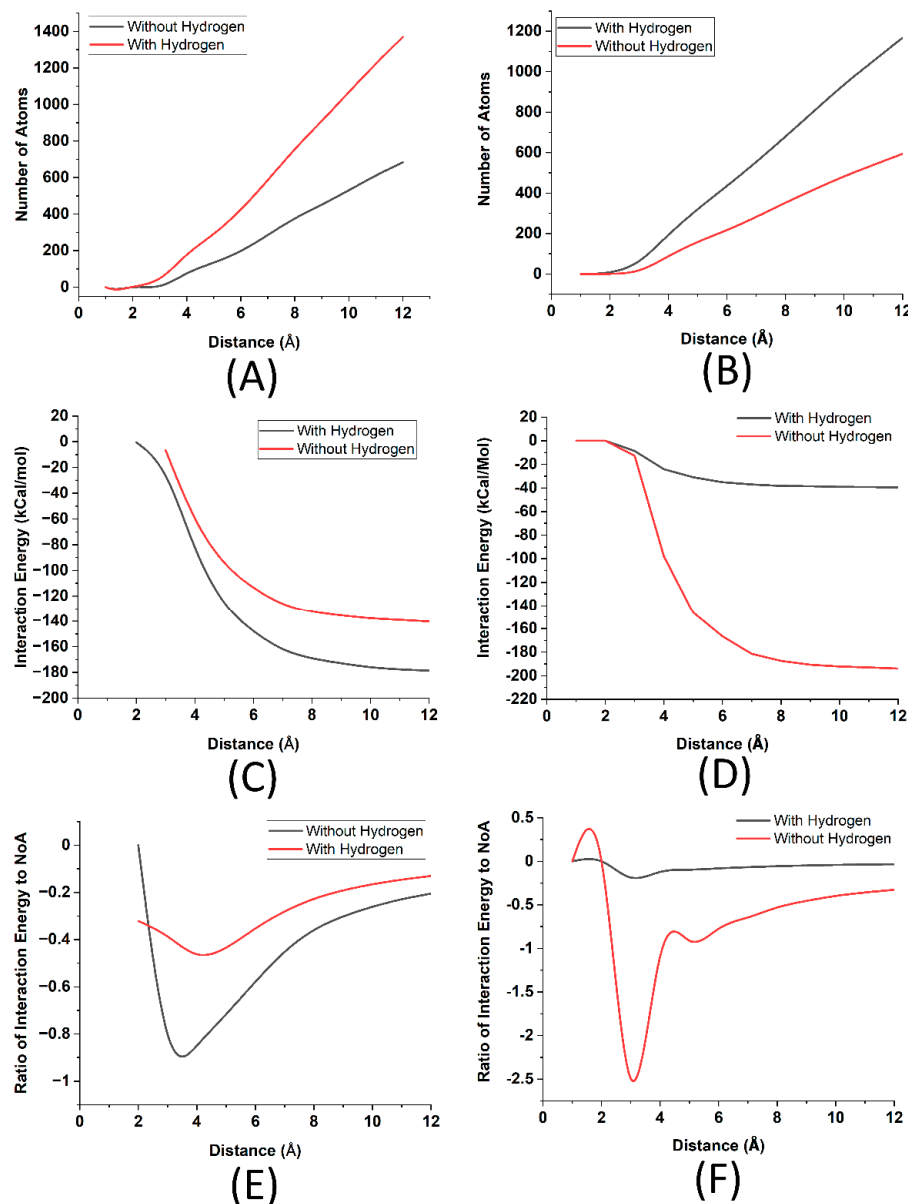 Without Hydrogen
With Hydrogen
Number of Atoms
1400
1200
1000
800
600
400
200
0
0 2 4 6 8 10 12
Distance (Å)
(A)
With Hydrogen
Without Hydrogen
Number of Atoms
1200
1000
800
600
400
200
0
0 2 4 6 8 10 12
Distance (Å)
(B)
With Hydrogen
Without Hydrogen
Interaction Energy (kCal/mol)
20
0
−20
−40
−60
−80
−100
−120
−140
−160
−180
−200
0 2 4 6 8 10 12
Distance (Å)
(C)
With Hydrogen
Without Hydrogen
Interaction Energy (kCal/Mol)
20
0
-20
-40
-60
-80
-100
-120
-140
-160
-180
-200
-220
0 2 4 6 8 10 12
Distance (Å)
(D)
Without Hydrogen
With Hydrogen
Ratio of Interaction Energy to NoA
0
−0.2
−0.4
−0.6
−0.8
−1
0 2 4 6 8 10 12
Distance (Å)
(E)
With Hydrogen
Without Hydrogen
Ratio of Interaction Energy to NoA
0.5
0
-0.5
-1
-1.5
-2
-2.5
0 2 4 6 8 10 12
Distance (Å)
(F)